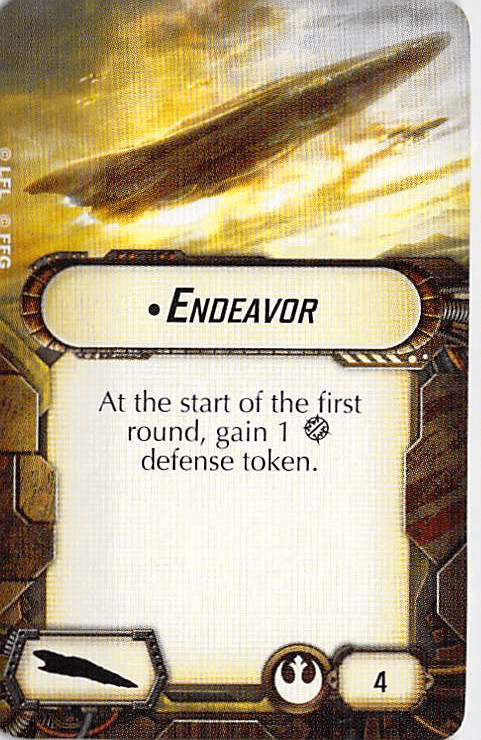 © LFL © FFG
• ENDEAVOR
At the start of the first
round, gain 1
defense token.
4